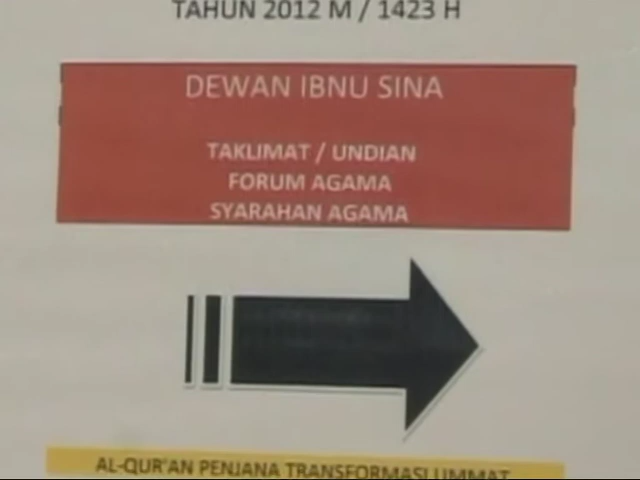 TAHUN 2012 M / 1423 H
DEWAN IBNU SINA
TAKLIMAT / UNDIAN
FORUM AGAMA
SYARAHAN AGAMA
AL-QUR'AN PENJANA TRANSFORMASI UMMAT